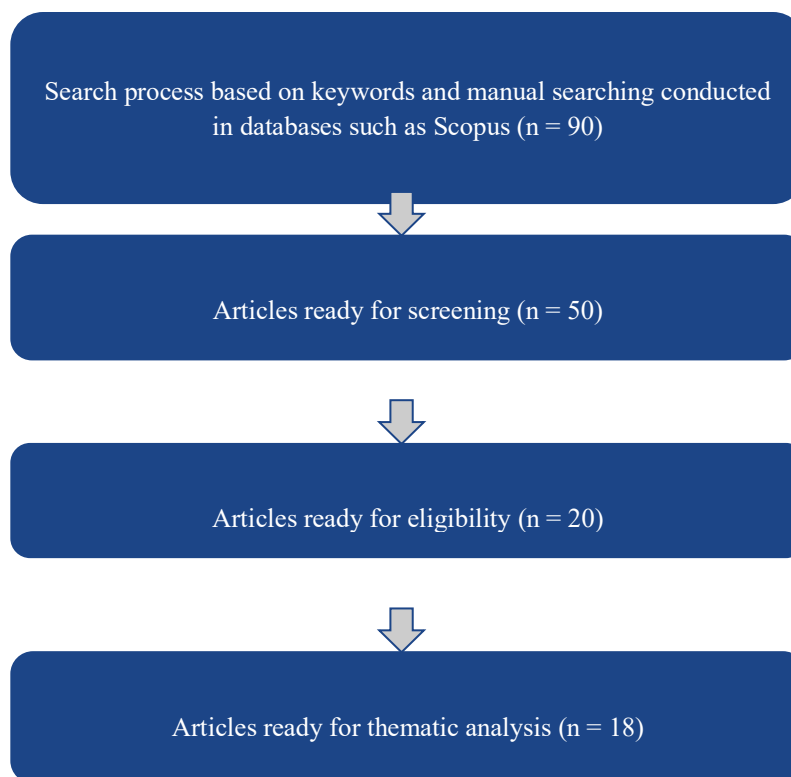 Search process based on keywords and manual searching conducted
in databases such as Scopus (n = 90)
Articles ready for screening (n = 50)
Articles ready for eligibility (n = 20)
Articles ready for thematic analysis (n = 18)